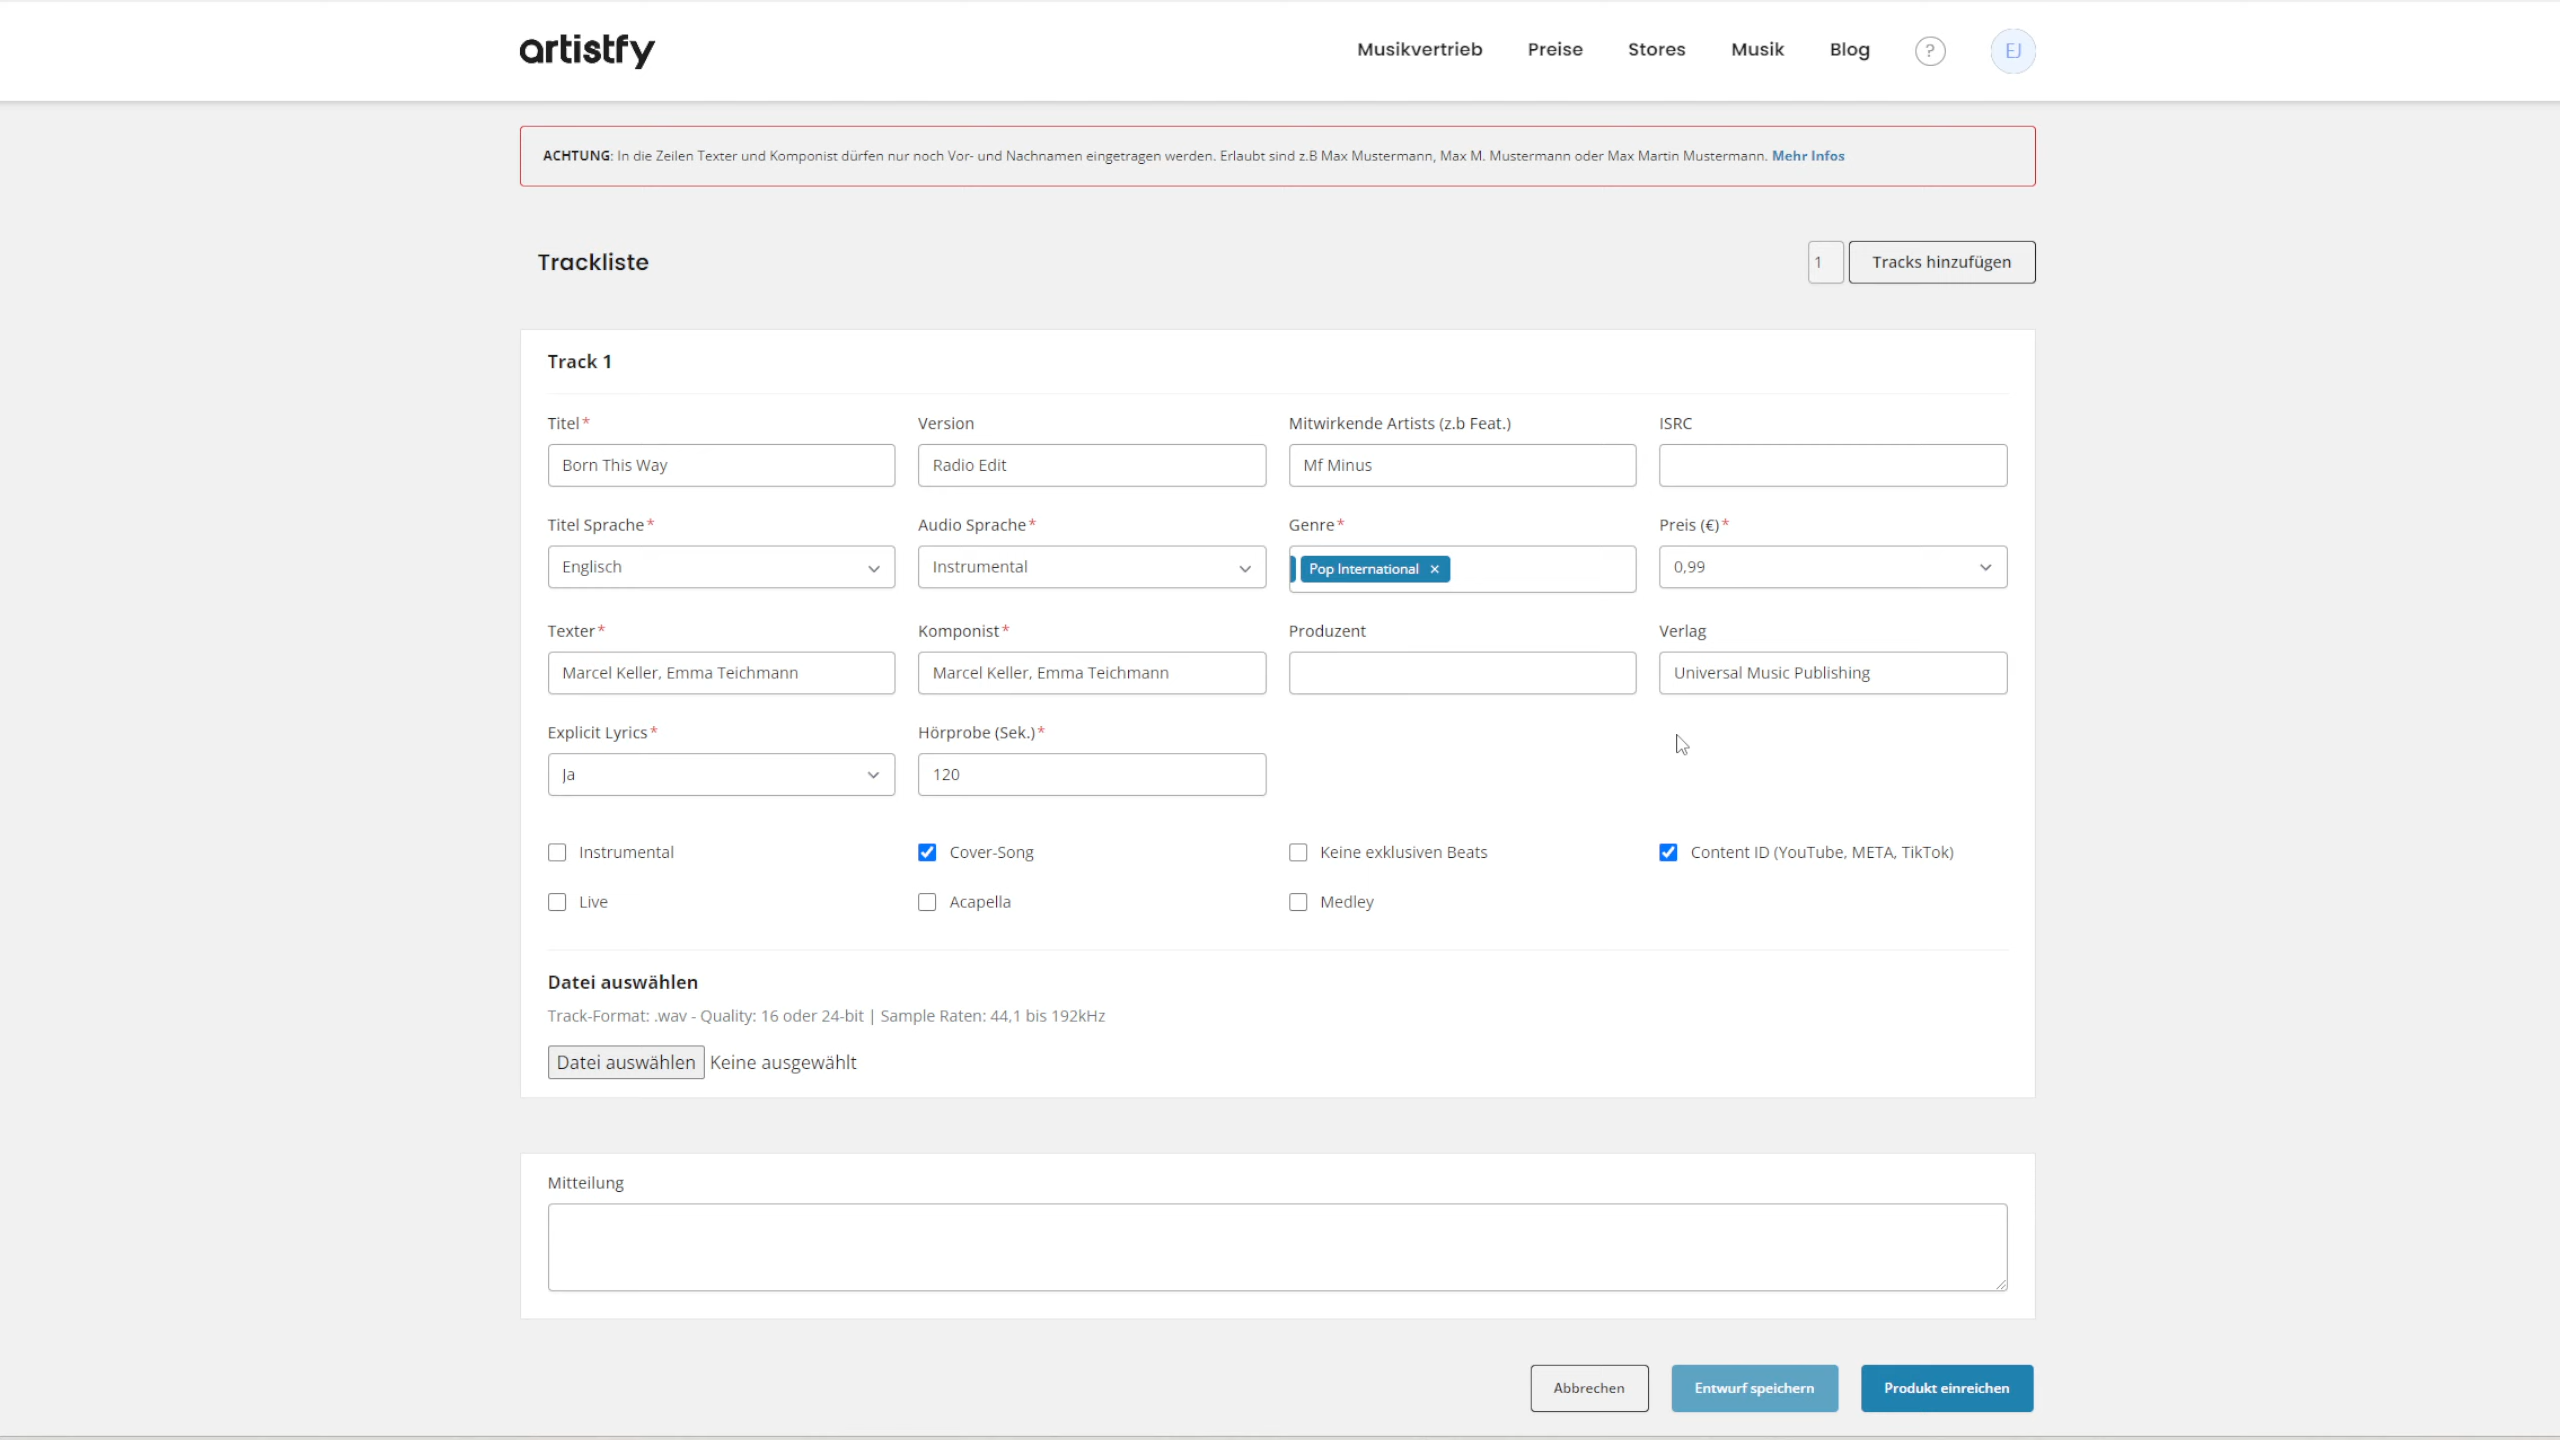 artistfy
Musikvertrieb Preise Stores Musik Blog ? EJ
ACHTUNG: In die Zeilen Texter und Komponist dürfen nur noch Vor- und Nachnamen eingetragen werden. Erlaubt sind z.B Max Mustermann, Max M. Mustermann oder Max Martin Mustermann. Mehr Infos
Trackliste
1 Tracks hinzufügen
Track 1
Titel* Version Mitwirkende Artists (z.b Feat.) ISRC
Born This Way Radio Edit Mf Minus
Titel Sprache* Audio Sprache* Genre* Preis (€)*
Englisch Instrumental Pop International × 0,99
Texter* Komponist* Produzent Verlag
Marcel Keller, Emma Teichmann Marcel Keller, Emma Teichmann Universal Music Publishing
Explicit Lyrics* Hörprobe (Sek.)*
Ja 120
Instrumental Cover-Song Keine exklusiven Beats Content ID (YouTube, META, TikTok)
Live Acapella Medley
Datei auswählen
Track-Format: .wav - Quality: 16 oder 24-bit | Sample Raten: 44,1 bis 192kHz
Datei auswählen Keine ausgewählt
Mitteilung
Abbrechen Entwurf speichern Produkt einreichen